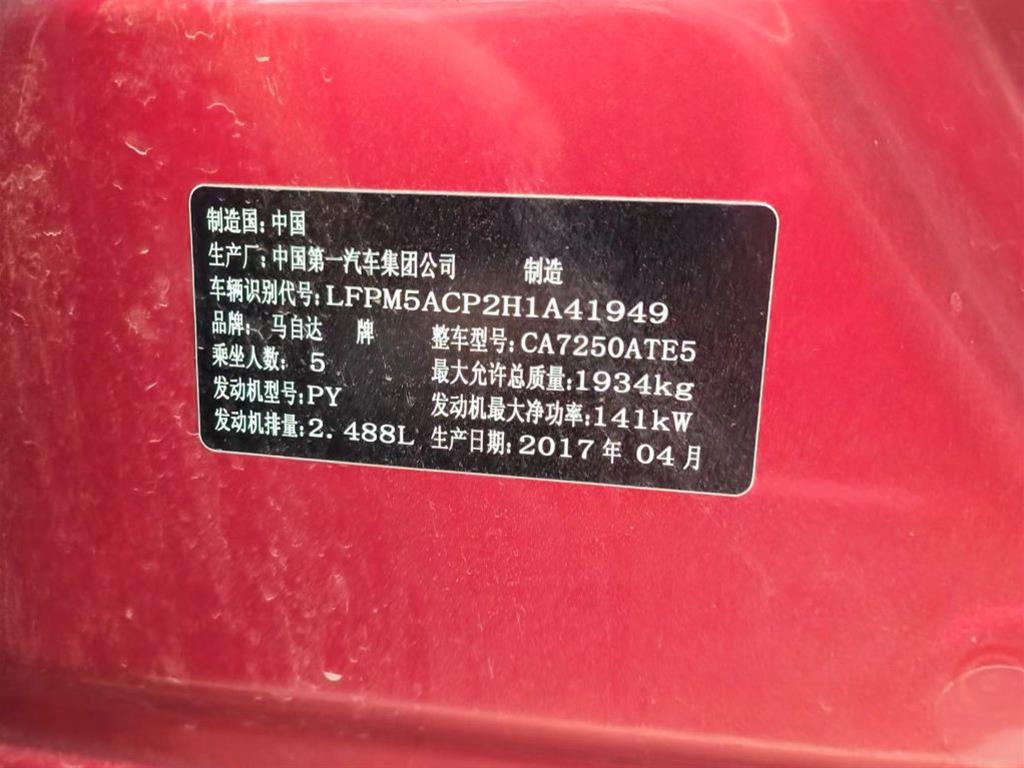 制造国:中国
生产厂:中国第一汽车集团公司 制造
车辆识别代号:LFPM5ACP2H1A41949
品牌: 马自达 牌 整车型号:CA7250ATE5
乘坐人数: 5 最大允许总质量:1934kg
发动机型号:PY 发动机最大净功率:141kW
发动机排量:2.488L 生产日期:2017年 04月